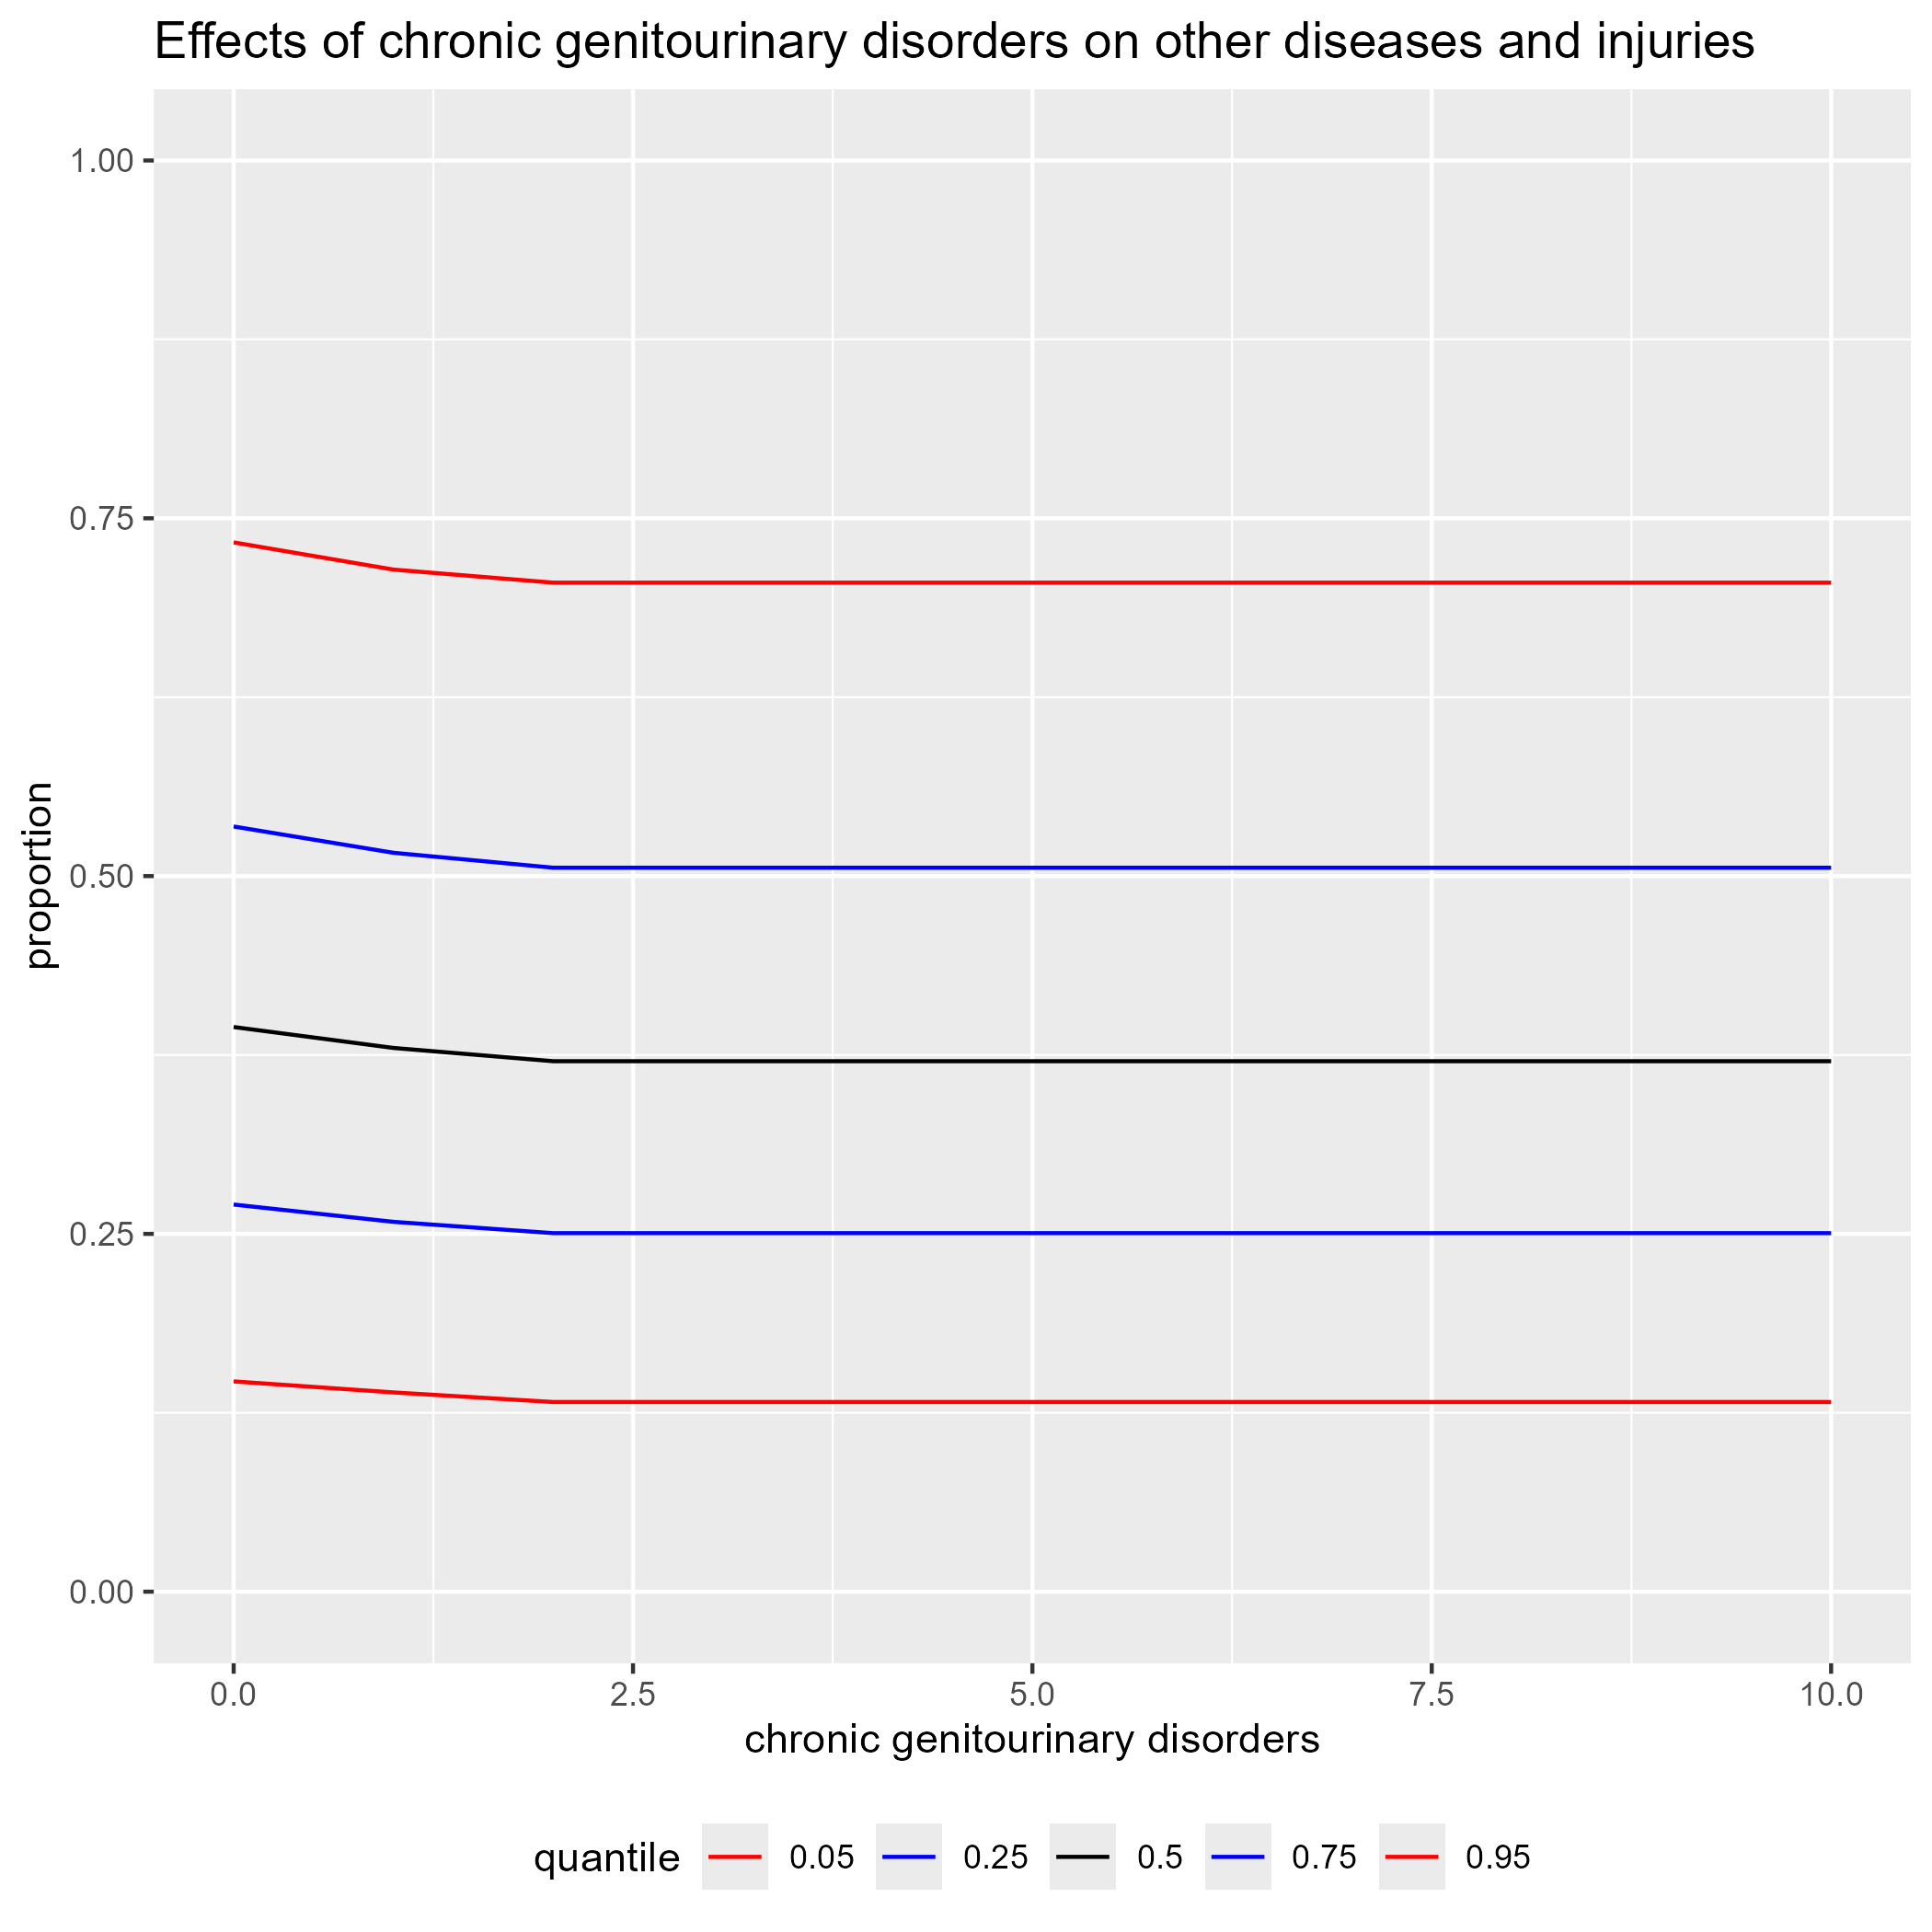 Effects of chronic genitourinary disorders on other diseases and injuries
1.00
0.75
0.50
0.25
0.00
proportion
0.0 2.5 5.0 7.5 10.0
chronic genitourinary disorders
quantile 0.05 0.25 0.5 0.75 0.95